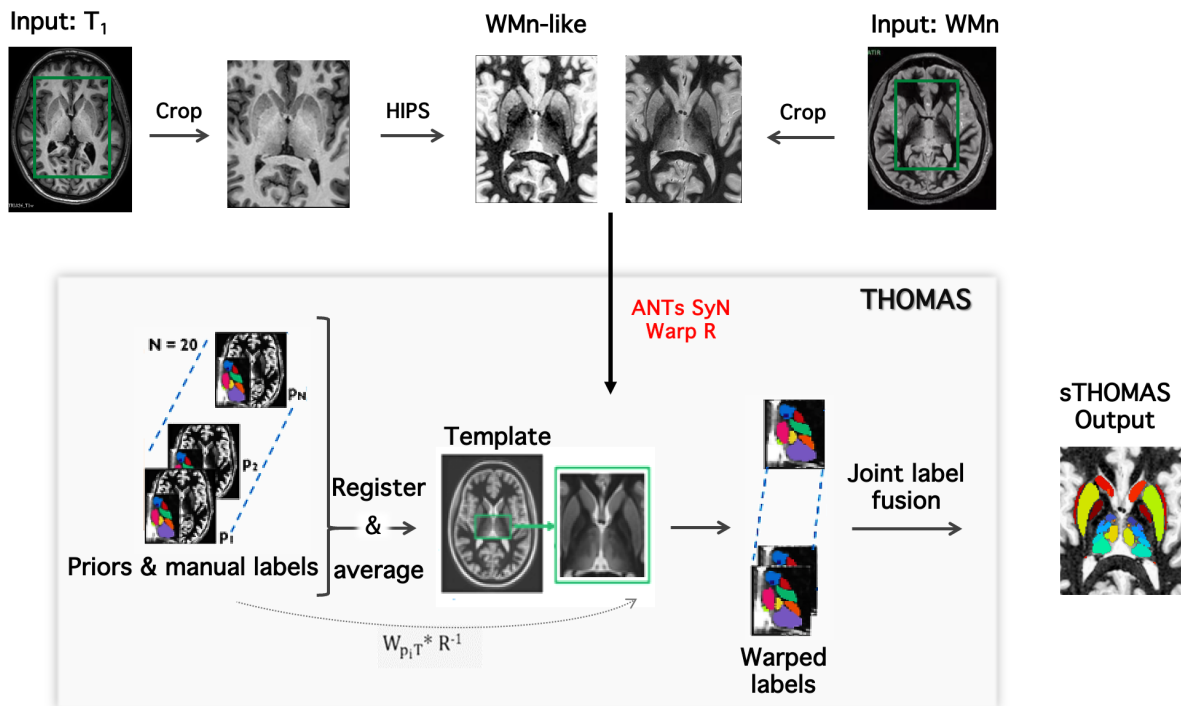 Input: T1
WMn-like
Input: WMn
Crop
HIPS
Crop
THOMAS
ANTs SyN
Warp R
N = 20
PN
P2
P1
Priors & manual labels
Register
&
average
Template
WpiT* R-1
Warped
labels
Joint label
fusion
sTHOMAS
Output